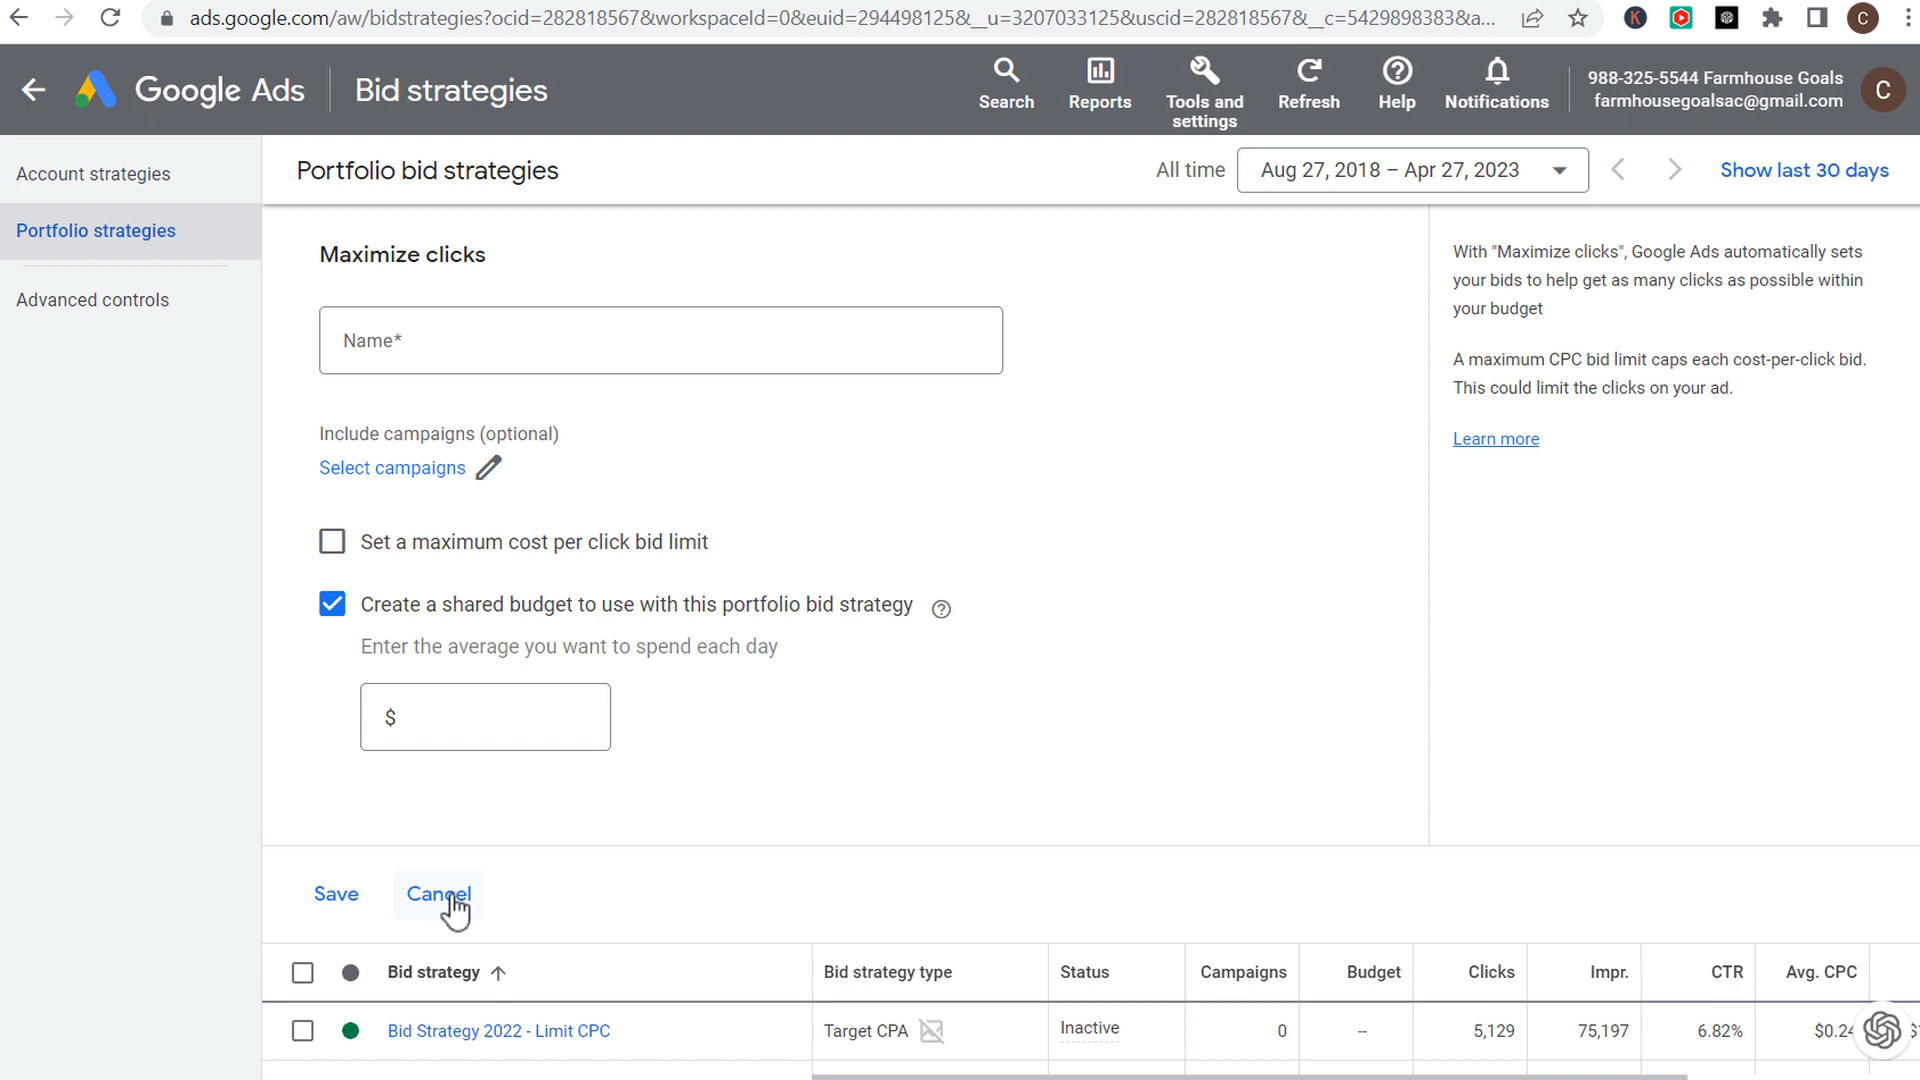 ads.google.com/aw/bidstrategies?ocid=282818567&workspaceId=0&euid=294498125&__u=3207033125&uscid=282818567&__c=5429898383&a...
K
C
Google Ads
Bid strategies
Search
Reports
Tools and
settings
Refresh
Help
Notifications
988-325-5544 Farmhouse Goals
farmhousegoalsac@gmail.com
C
Account strategies
Portfolio strategies
Advanced controls
Portfolio bid strategies
All time
Aug 27, 2018 – Apr 27, 2023
Show last 30 days
Maximize clicks
Name*
Include campaigns (optional)
Select campaigns
Set a maximum cost per click bid limit
Create a shared budget to use with this portfolio bid strategy
Enter the average you want to spend each day
$
With "Maximize clicks", Google Ads automatically sets
your bids to help get as many clicks as possible within
your budget
A maximum CPC bid limit caps each cost-per-click bid.
This could limit the clicks on your ad.
Learn more
Save
Cancel
Bid strategy
Bid strategy type
Status
Campaigns
Budget
Clicks
Impr.
CTR
Avg. CPC
Bid Strategy 2022 - Limit CPC
Target CPA
Inactive
0
--
5,129
75,197
6.82%
$0.24